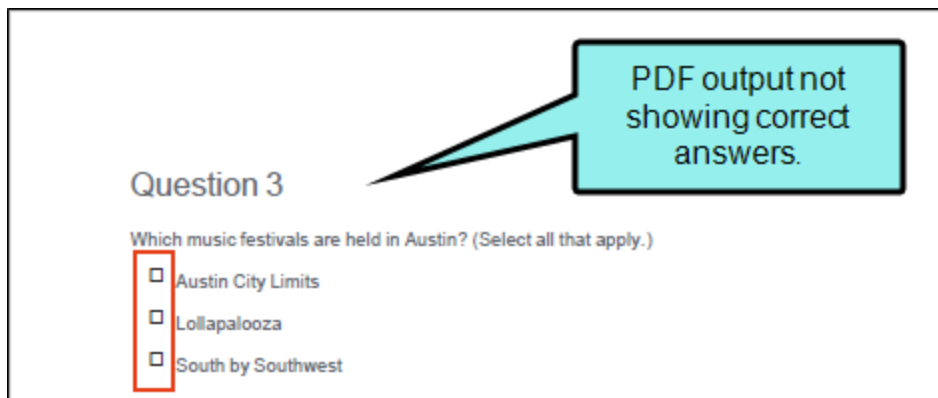 PDF output not
showing correct
answers.
Question 3
Which music festivals are held in Austin? (Select all that apply.)
Austin City Limits
Lollapalooza
South by Southwest